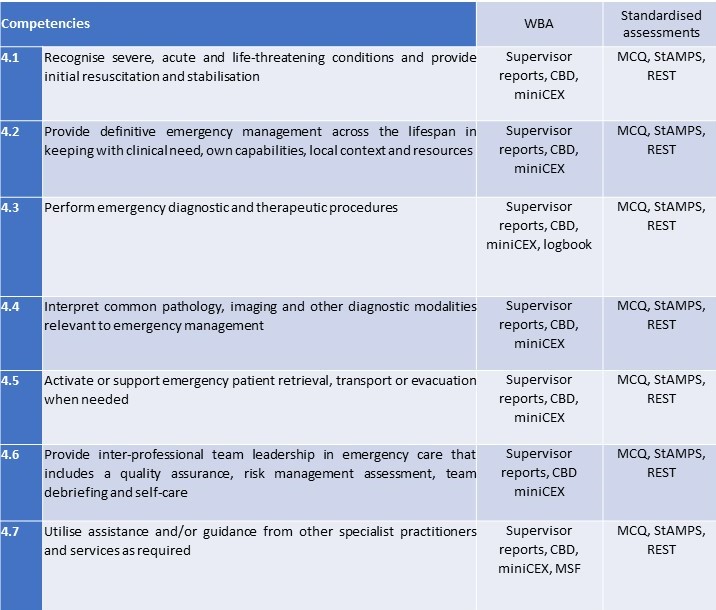 Competencies
WBA
Standardised
assessments
4.1
Recognise severe, acute and life-threatening conditions and provide
initial resuscitation and stabilisation
Supervisor
reports, CBD,
miniCEX
MCQ, StAMPS,
REST
4.2
Provide definitive emergency management across the lifespan in
keeping with clinical need, own capabilities, local context and resources
Supervisor
reports, CBD,
miniCEX
MCQ, StAMPS,
REST
4.3
Perform emergency diagnostic and therapeutic procedures
Supervisor
reports, CBD,
miniCEX, logbook
MCQ, StAMPS,
REST
4.4
Interpret common pathology, imaging and other diagnostic modalities
relevant to emergency management
Supervisor
reports, CBD,
miniCEX
MCQ, StAMPS,
REST
4.5
Activate or support emergency patient retrieval, transport or evacuation
when needed
Supervisor
reports, CBD,
miniCEX
MCQ, StAMPS,
REST
4.6
Provide inter-professional team leadership in emergency care that
includes a quality assurance, risk management assessment, team
debriefing and self-care
Supervisor
reports, CBD
miniCEX
MCQ, StAMPS,
REST
4.7
Utilise assistance and/or guidance from other specialist practitioners
and services as required
Supervisor
reports, CBD,
miniCEX, MSF
MCQ, StAMPS,
REST